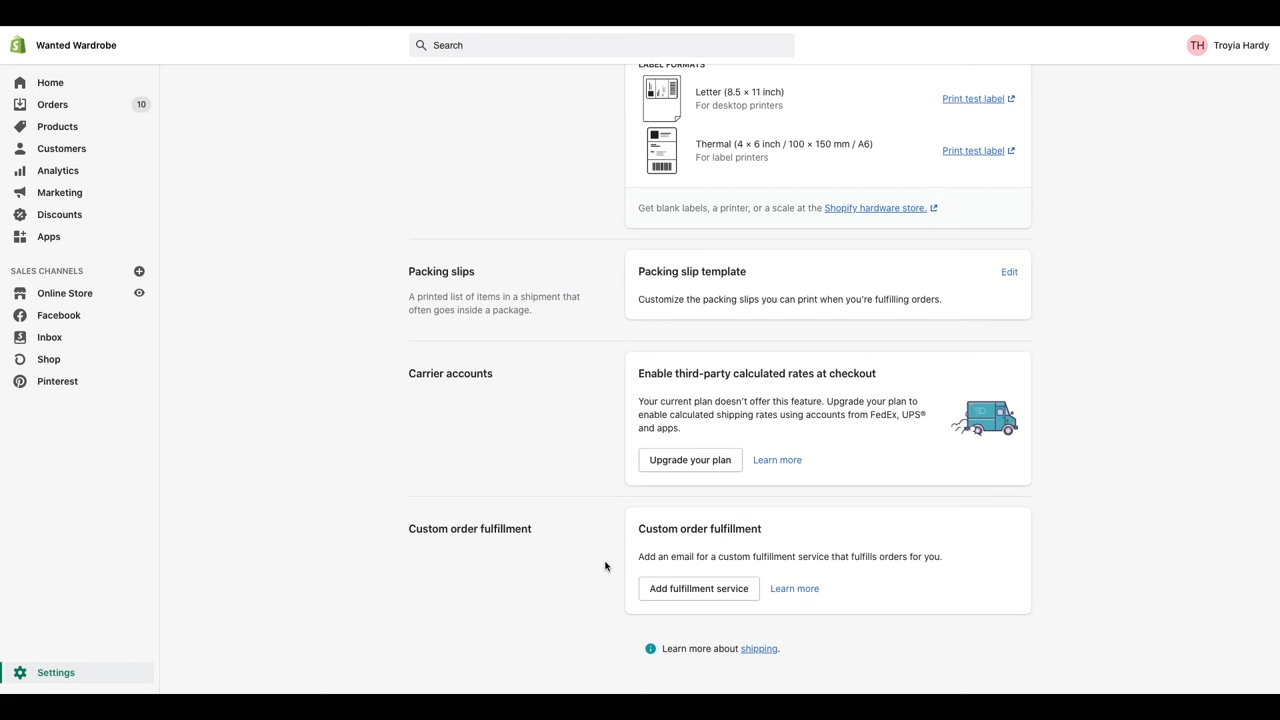 Wanted Wardrobe
Search
TH
Troyia Hardy
Home
Orders
10
Products
Customers
Analytics
Marketing
Discounts
Apps
SALES CHANNELS
Online Store
Facebook
Inbox
Shop
Pinterest
Settings
LABEL FORMATS
Letter (8.5 × 11 inch)
For desktop printers
Print test label
Thermal (4 × 6 inch / 100 × 150 mm / A6)
For label printers
Print test label
Get blank labels, a printer, or a scale at the Shopify hardware store.
Packing slips
A printed list of items in a shipment that
often goes inside a package.
Packing slip template
Edit
Customize the packing slips you can print when you're fulfilling orders.
Carrier accounts
Enable third-party calculated rates at checkout
Your current plan doesn't offer this feature. Upgrade your plan to
enable calculated shipping rates using accounts from FedEx, UPS®
and apps.
Upgrade your plan
Learn more
Custom order fulfillment
Custom order fulfillment
Add an email for a custom fulfillment service that fulfills orders for you.
Add fulfillment service
Learn more
Learn more about shipping.